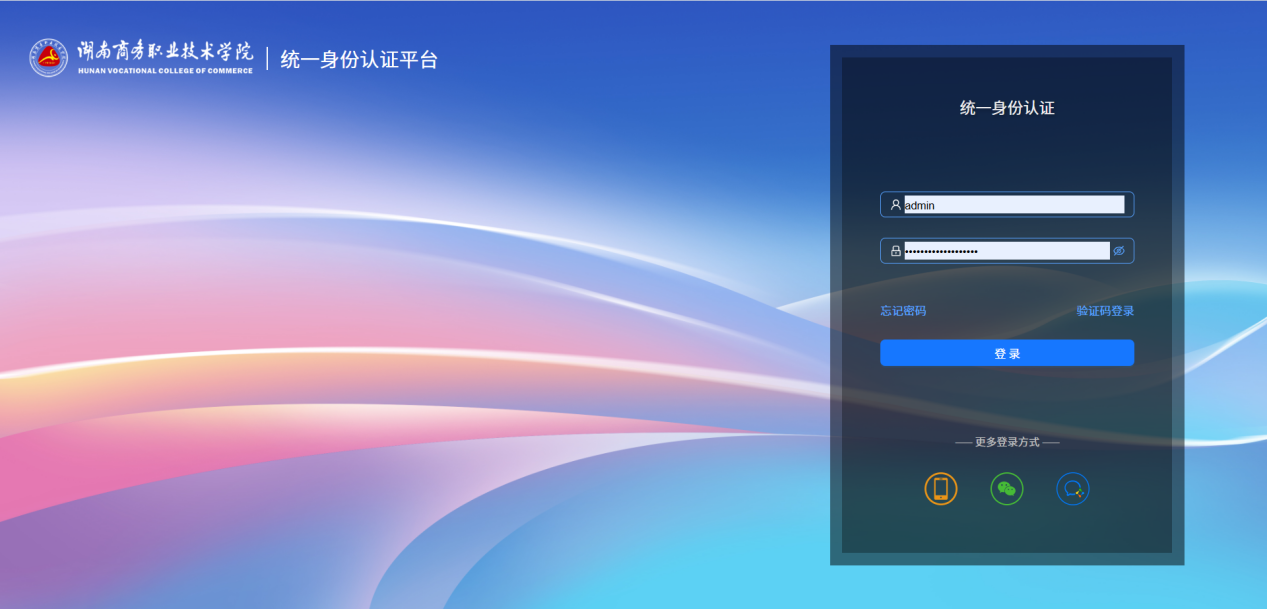 湖南商务职业技术学院
HUNAN VOCATIONAL COLLEGE OF COMMERCE
统一身份认证平台
统一身份认证
admin
•••••••••••••••••••
忘记密码 验证码登录
登 录
更多登录方式